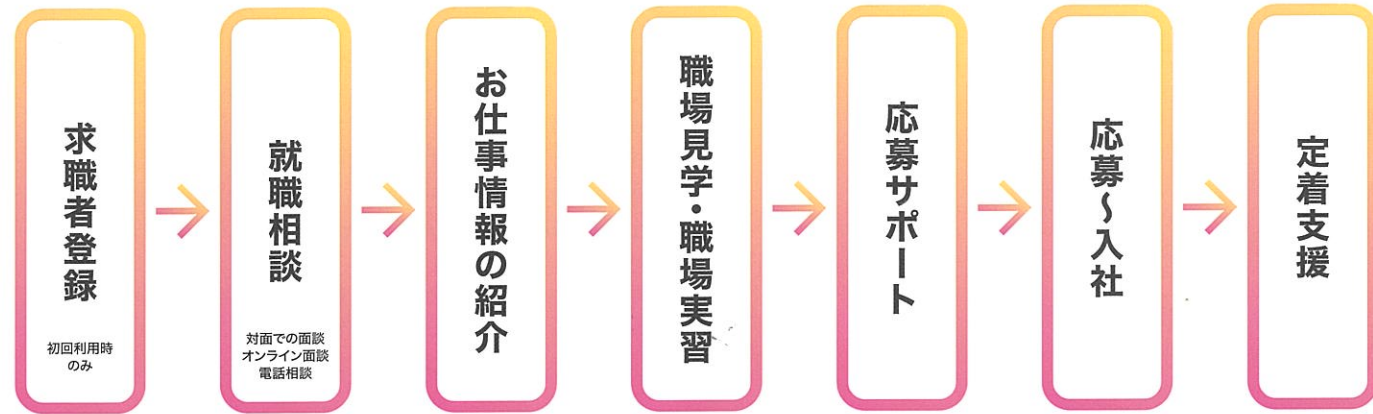 求職者登録
初回利用時
のみ
就職相談
対面での面談
オンライン面談
電話相談
お仕事情報の紹介
職場見学・職場実習
応募サポート
応募～入社
定着支援